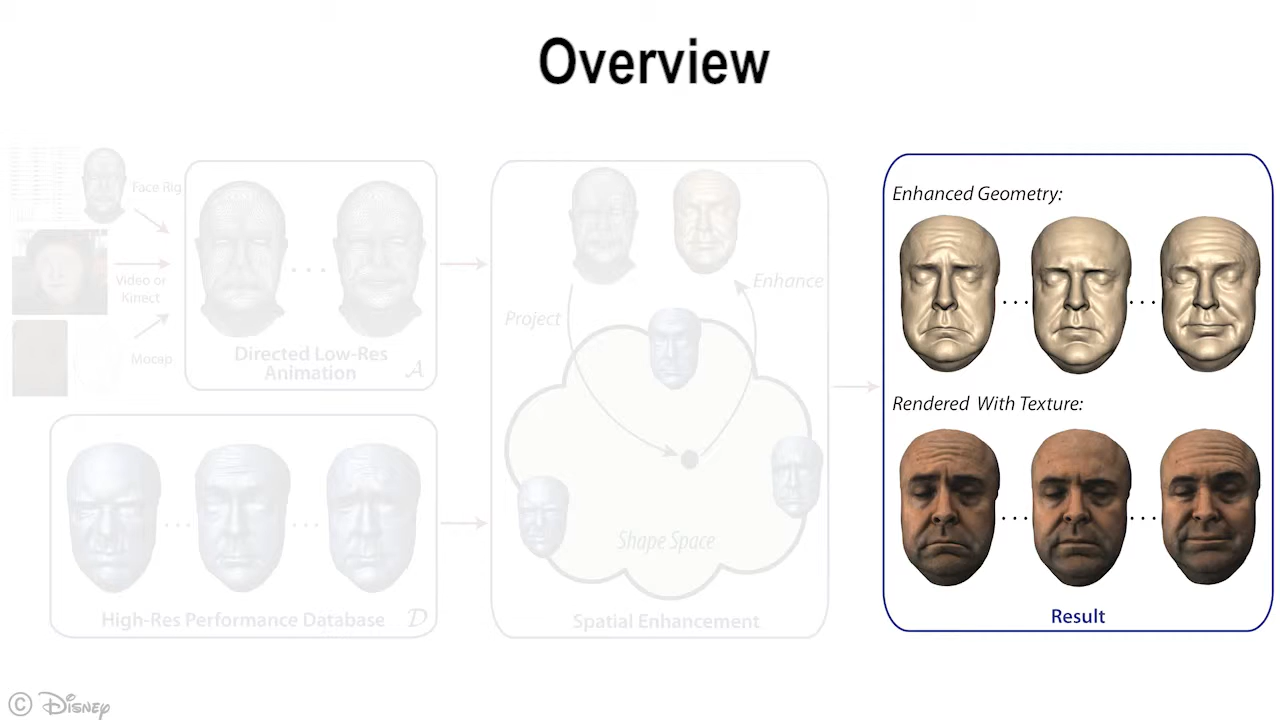 Overview
Face Rig
Video or
Kinect
Mocap
Directed Low-Res
Animation
A
High-Res Performance Database
D
Project
Enhance
Shape Space
Spatial Enhancement
Enhanced Geometry:
Rendered With Texture:
Result
© Disney